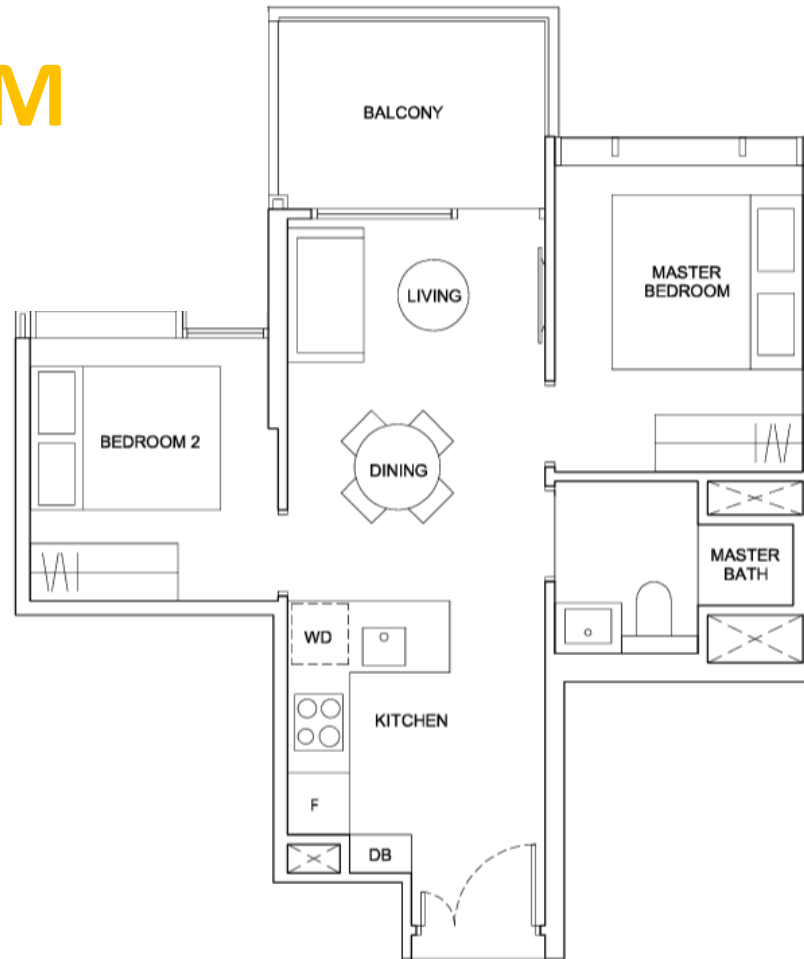 M
BALCONY
MASTER
BEDROOM
LIVING
BEDROOM 2
DINING
MASTER
BATH
WD
KITCHEN
F
DB